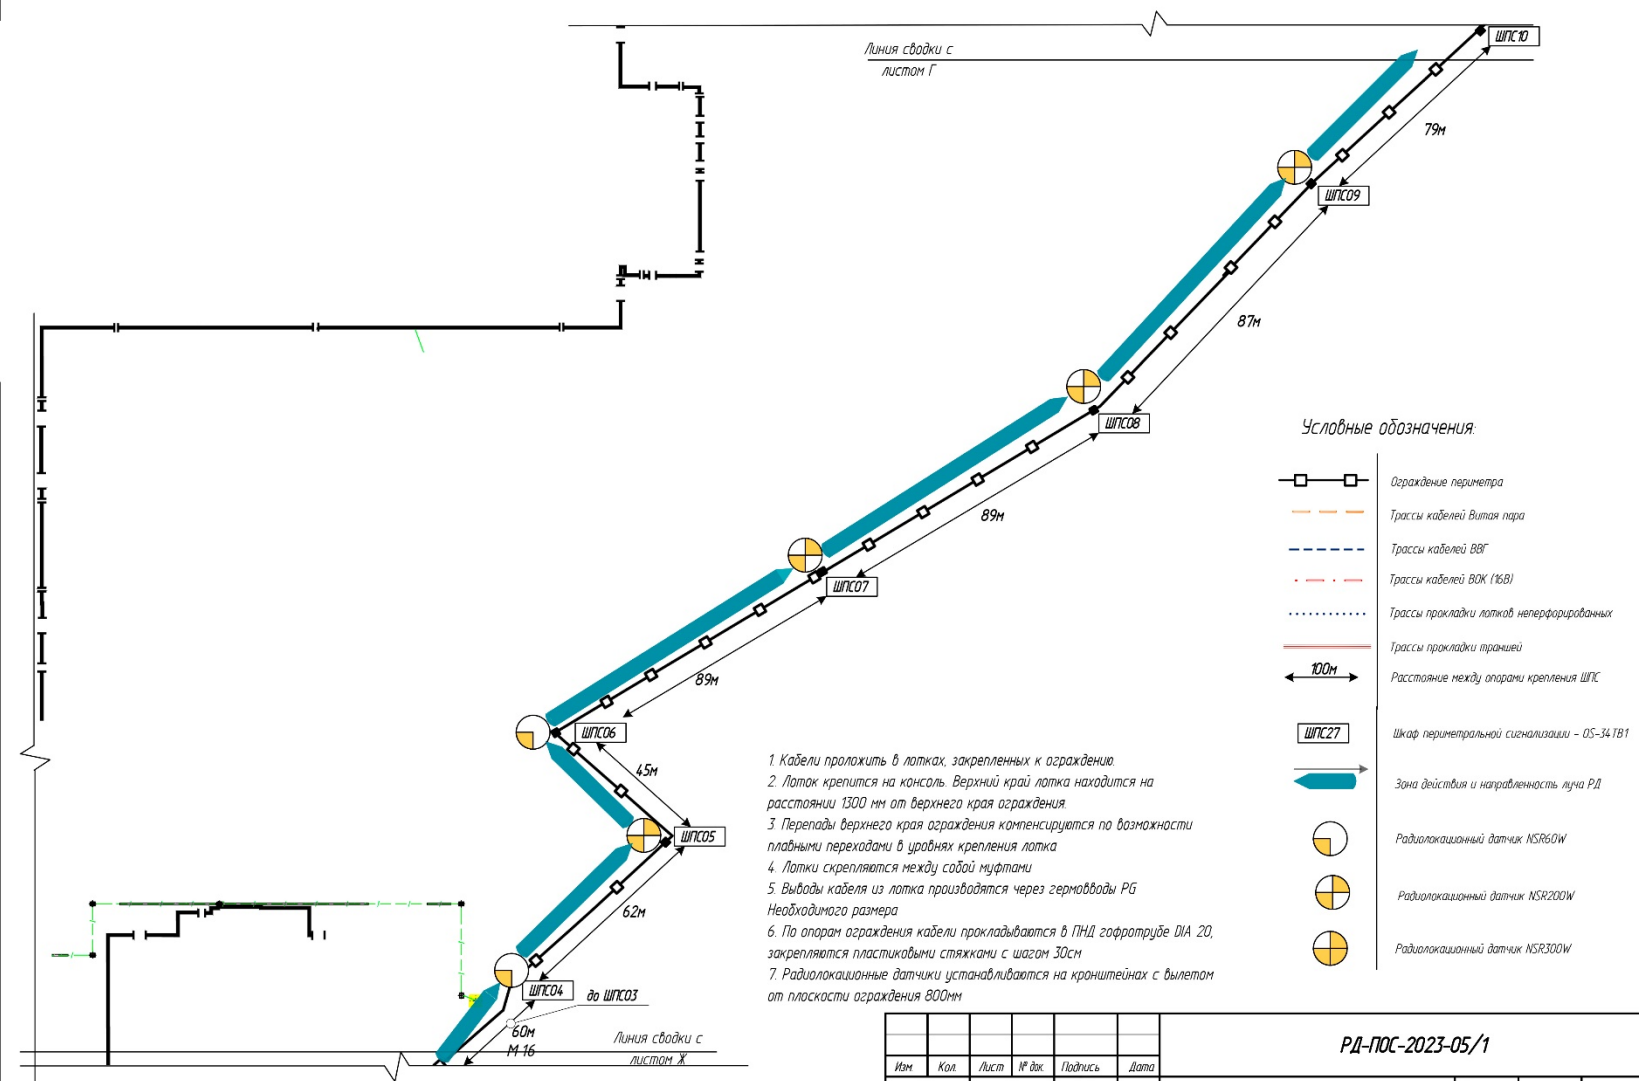 Линия сводки с
листом Г
ШПС10
79м
ШПС09
87м
ШПС08
89м
ШПС07
89м
ШПС06
45м
ШПС05
62м
ШПС04
до ШПС03
60м
М 16
Линия сводки с
листом Ж
Условные обозначения:
Ограждение периметра
Трассы кабелей Витая пара
Трассы кабелей ВВГ
Трассы кабелей ВОК (16В)
Трассы прокладки лотков неперфорированных
Трассы прокладки траншей
100м
Расстояние между опорами крепления ШПС
ШПС27
Шкаф периметральной сигнализации - OS-34TB1
Зона действия и направленность луча РД
Радиолокационный датчик NSR60W
Радиолокационный датчик NSR200W
Радиолокационный датчик NSR300W
1. Кабели проложить в лотках, закрепленных к ограждению.
2. Лоток крепится на консоль. Верхний край лотка находится на
расстоянии 1300 мм от верхнего края ограждения.
3. Перепады верхнего края ограждения компенсируются по возможности
плавными переходами в уровнях крепления лотка
4. Лотки скрепляются между собой муфтами
5. Выводы кабеля из лотка производятся через гермовводы PG
Необходимого размера
6. По опорам ограждения кабели прокладываются в ПНД гофротрубе DIA 20,
закрепляются пластиковыми стяжками с шагом 30см
7. Радиолокационные датчики устанавливаются на кронштейнах с вылетом
от плоскости ограждения 800мм
РД-ПОС-2023-05/1
Изм Кол. Лист № док. Подпись Дата